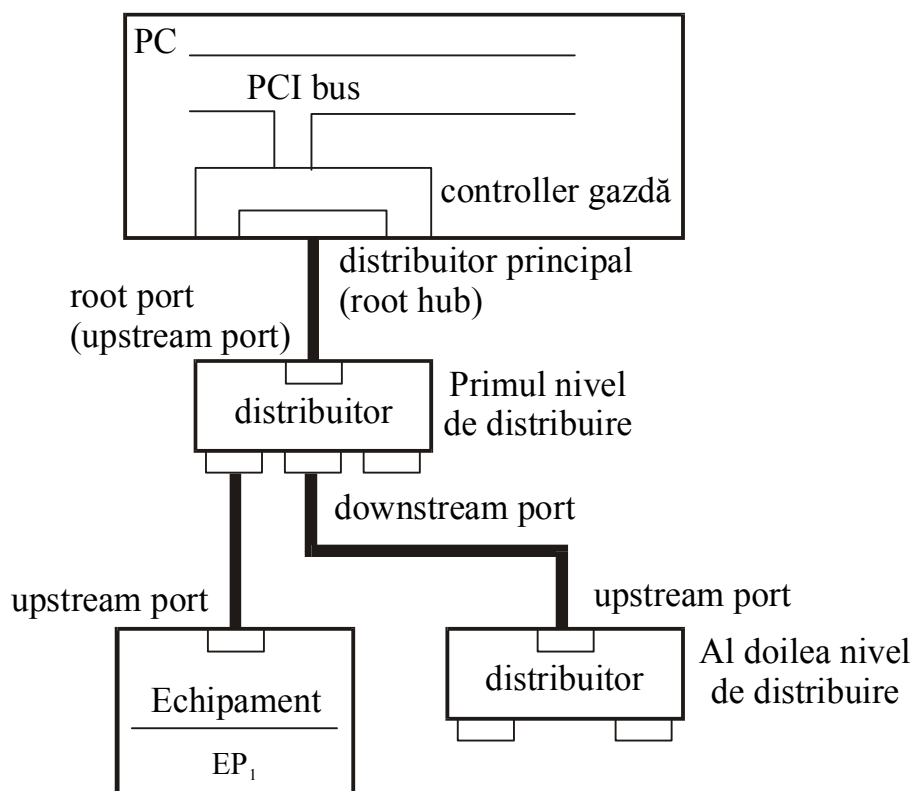 PC
PCI bus
controller gazdă
distribuitor principal
(root hub)
root port
(upstream port)
distribuitor
Primul nivel
de distribuire
downstream port
upstream port
upstream port
Echipament
EP₁
distribuitor
Al doilea nivel
de distribuire